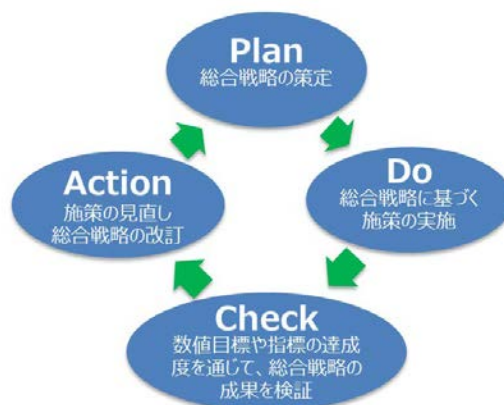 Plan
総合戦略の策定
Do
総合戦略に基づく
施策の実施
Check
数値目標や指標の達成
度を通じて、総合戦略の
成果を検証
Action
施策の見直し
総合戦略の改訂